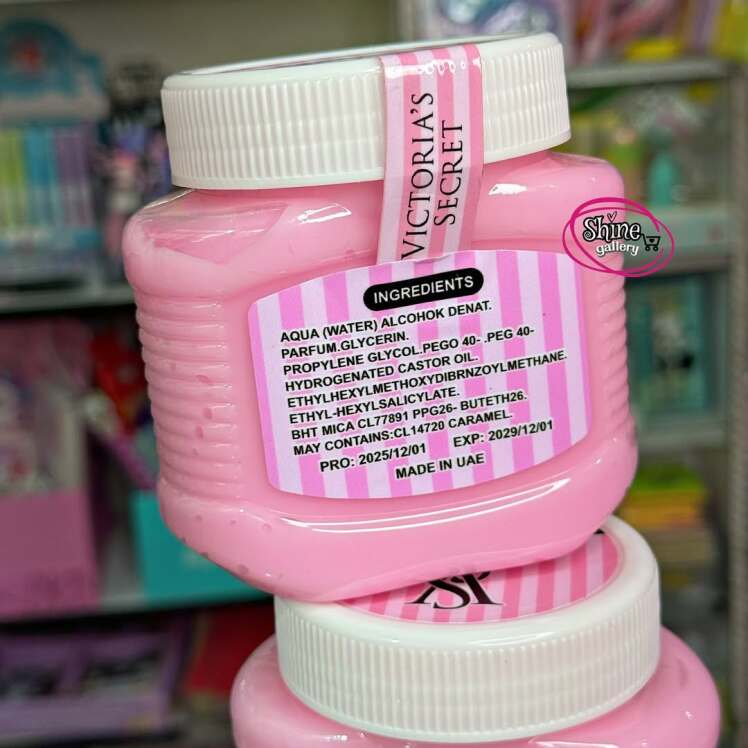 VICTORIA'S
SECRET
Shine
gallery
INGREDIENTS
AQUA (WATER) ALCOHOK DENAT.
PARFUM.GLYCERIN.
PROPYLENE GLYCOL.PEGO 40- .PEG 40-
HYDROGENATED CASTOR OIL.
ETHYLHEXYLMETHOXYDIBRNZOYLMETHANE.
ETHYL-HEXYLSALICYLATE.
BHT MICA CL77891 PPG26- BUTETH26.
MAY CONTAINS:CL14720 CARAMEL.
PRO: 2025/12/01 EXP: 2029/12/01
MADE IN UAE